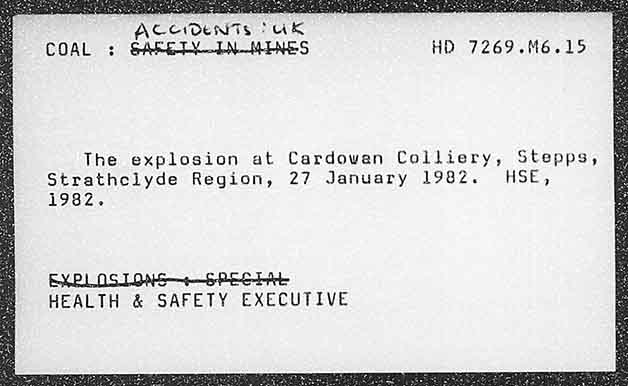 ACCIDENTS : UK
COAL : SAFETY IN MINES HD 7269.M6.15
The explosion at Cardowan Colliery, Stepps,
Strathclyde Region, 27 January 1982. HSE,
1982.
EXPLOSIONS : SPECIAL
HEALTH & SAFETY EXECUTIVE